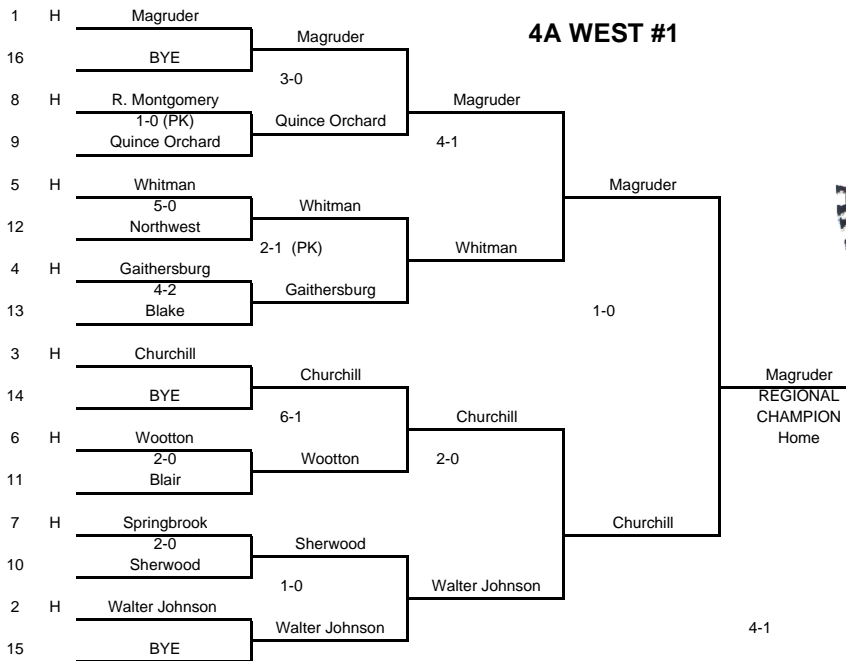 4A WEST #1
1 H Magruder
Magruder
16 BYE
3-0
8 H R. Montgomery
Magruder
1-0 (PK)
Quince Orchard
9 Quince Orchard
4-1
5 H Whitman
Magruder
5-0
Whitman
12 Northwest
2-1 (PK)
Whitman
4 H Gaithersburg
4-2
Gaithersburg
13 Blake
1-0
3 H Churchill
Churchill
Magruder
14 BYE
REGIONAL
6-1
Churchill
CHAMPION
6 H Wootton
Home
2-0
Wootton
2-0
11 Blair
7 H Springbrook
Churchill
2-0
Sherwood
10 Sherwood
1-0
Walter Johnson
2 H Walter Johnson
Walter Johnson
4-1
15 BYE